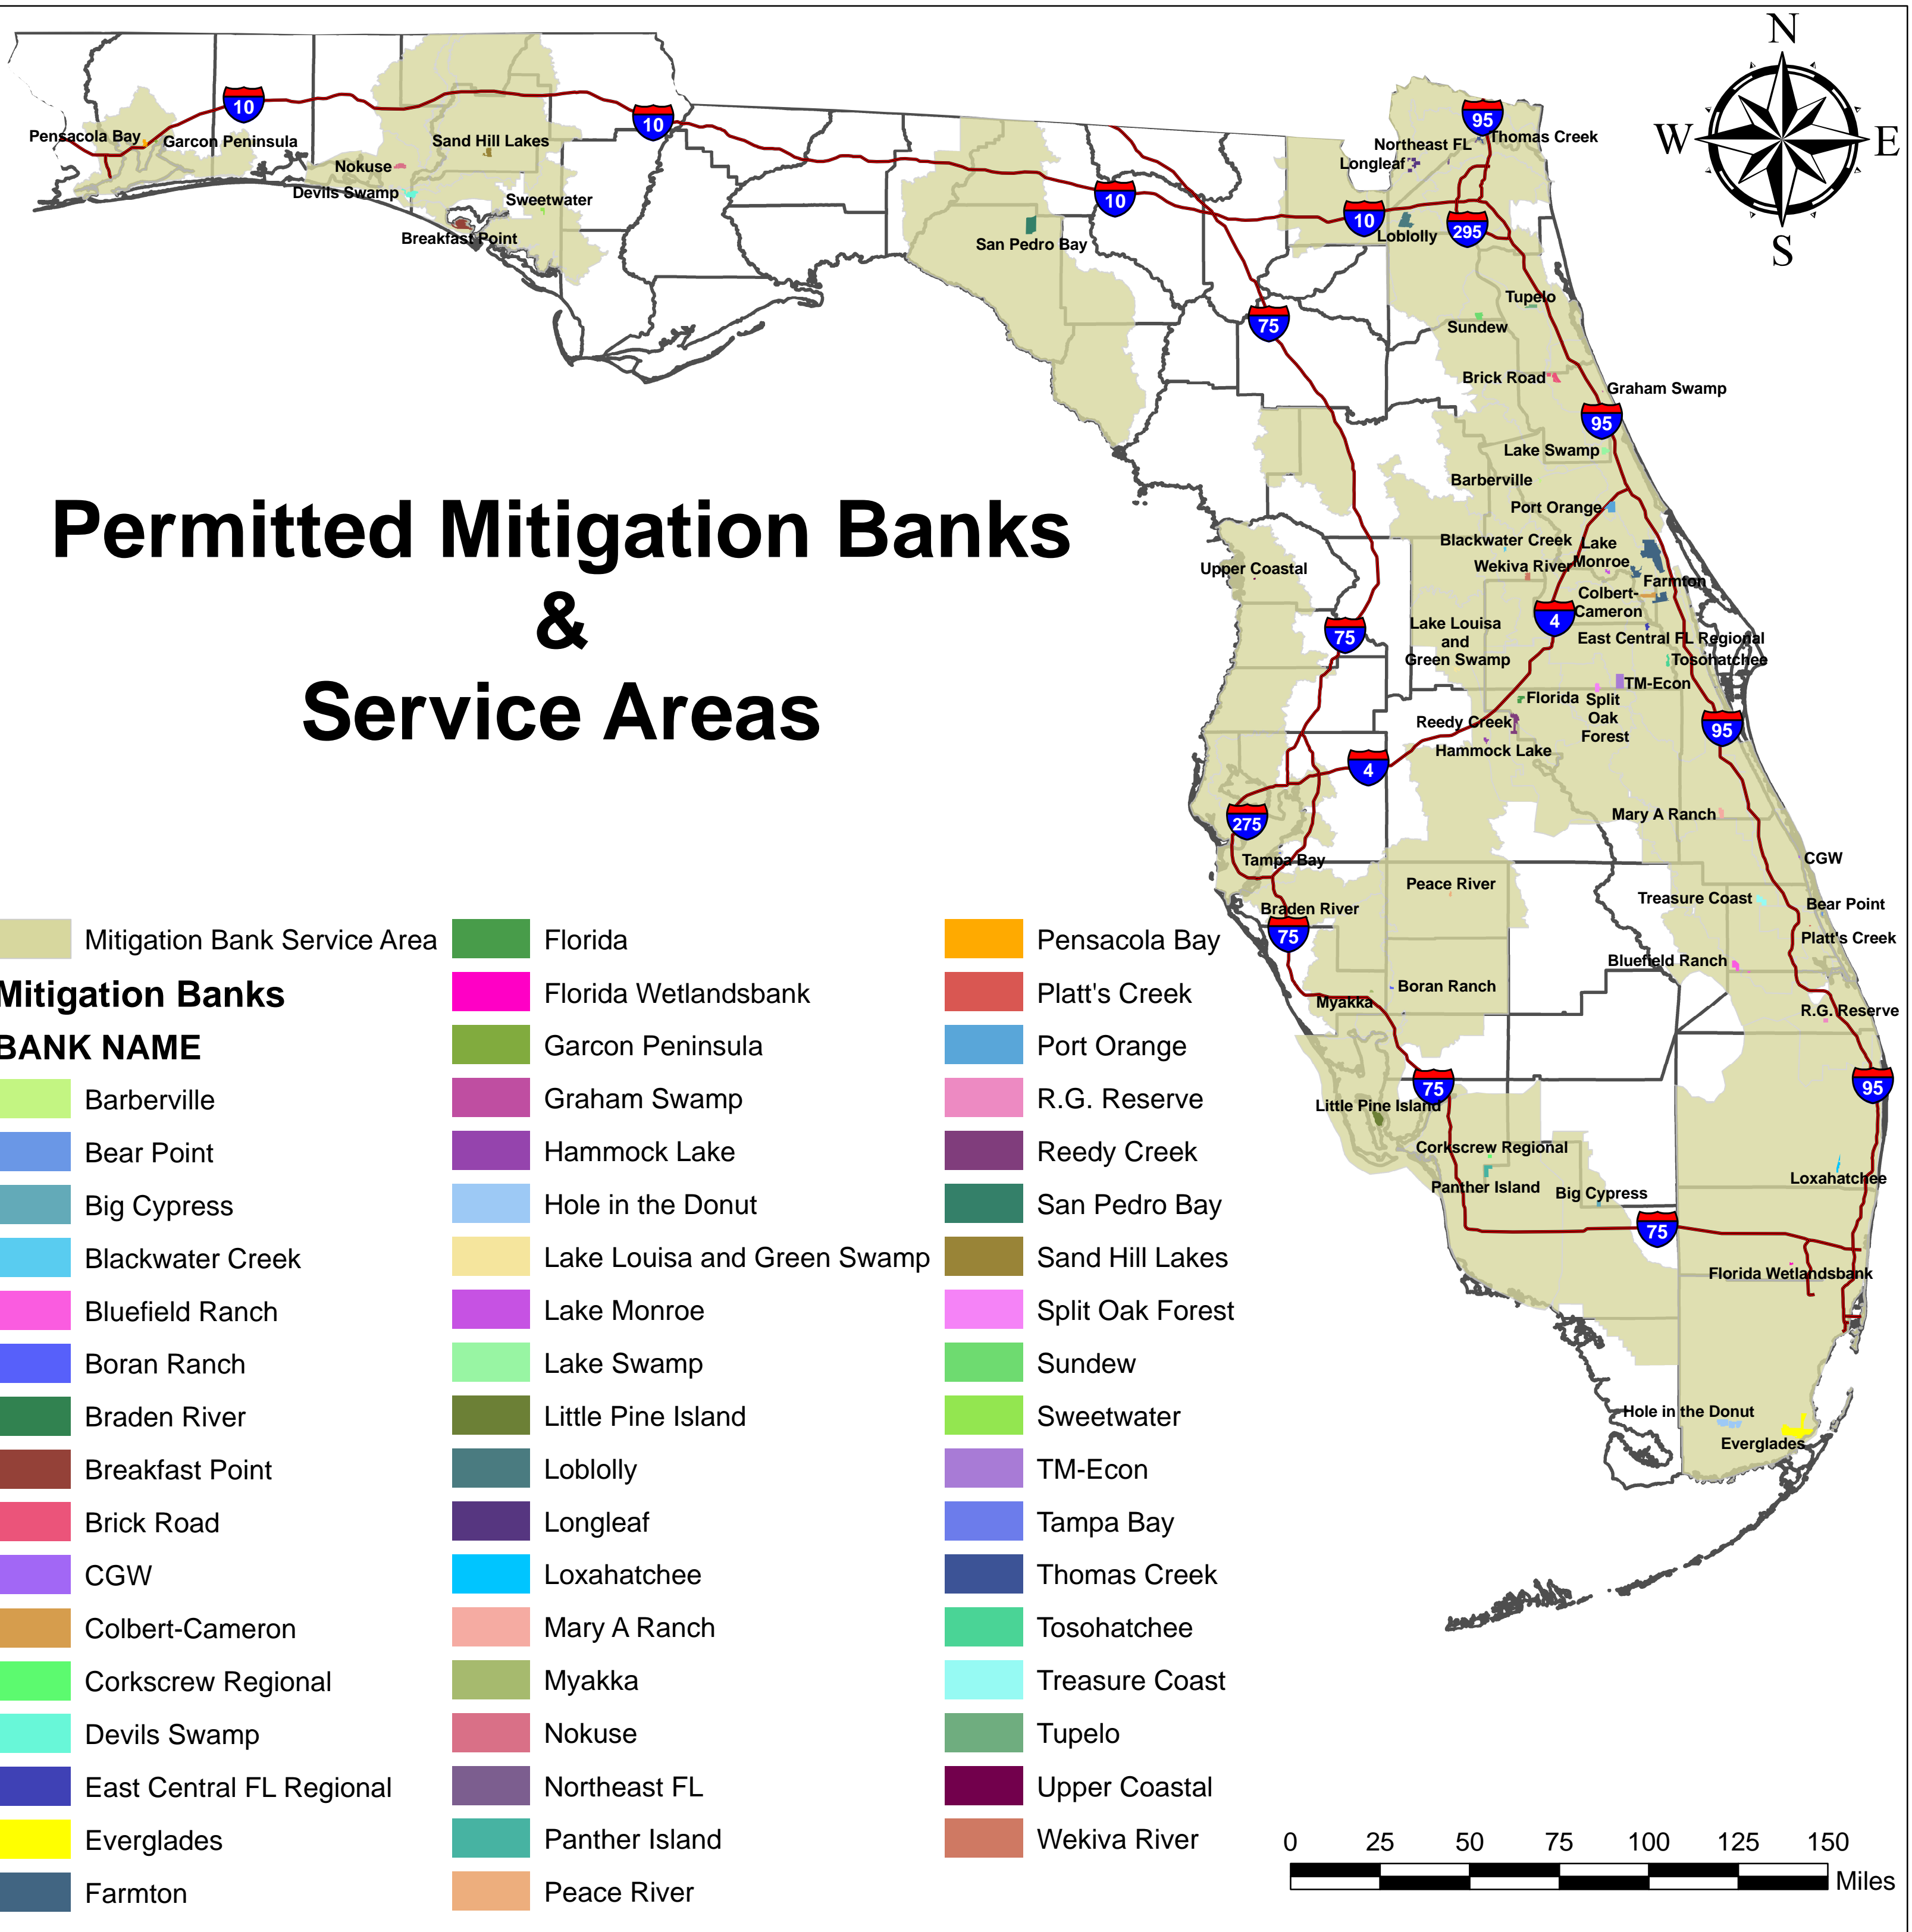 N
W
E
S
10
10
10
10
95
295
75
95
4
75
4
275
95
75
75
95
75
Pensacola Bay
Garcon Peninsula
Sand Hill Lakes
Nokuse
Devils Swamp
Sweetwater
Breakfast Point
San Pedro Bay
Northeast FL
Thomas Creek
Longleaf
Loblolly
Tupelo
Sundew
Brick Road
Graham Swamp
Lake Swamp
Barberville
Port Orange
Blackwater Creek
Lake
Monroe
Wekiva River
Farmton
Upper Coastal
Colbert-
Cameron
Lake Louisa
and
Green Swamp
East Central FL Regional
Tosohatchee
TM-Econ
Florida
Split
Oak
Forest
Reedy Creek
Hammock Lake
Mary A Ranch
Tampa Bay
CGW
Peace River
Treasure Coast
Bear Point
Braden River
Platt's Creek
Bluefield Ranch
Boran Ranch
Myakka
R.G. Reserve
Little Pine Island
Corkscrew Regional
Panther Island
Big Cypress
Loxahatchee
Florida Wetlandsbank
Hole in the Donut
Everglades
Permitted Mitigation Banks
&
Service Areas
Mitigation Bank Service Area
Mitigation Banks
BANK NAME
Barberville
Bear Point
Big Cypress
Blackwater Creek
Bluefield Ranch
Boran Ranch
Braden River
Breakfast Point
Brick Road
CGW
Colbert-Cameron
Corkscrew Regional
Devils Swamp
East Central FL Regional
Everglades
Farmton
Florida
Florida Wetlandsbank
Garcon Peninsula
Graham Swamp
Hammock Lake
Hole in the Donut
Lake Louisa and Green Swamp
Lake Monroe
Lake Swamp
Little Pine Island
Loblolly
Longleaf
Loxahatchee
Mary A Ranch
Myakka
Nokuse
Northeast FL
Panther Island
Peace River
Pensacola Bay
Platt's Creek
Port Orange
R.G. Reserve
Reedy Creek
San Pedro Bay
Sand Hill Lakes
Split Oak Forest
Sundew
Sweetwater
TM-Econ
Tampa Bay
Thomas Creek
Tosohatchee
Treasure Coast
Tupelo
Upper Coastal
Wekiva River
0 25 50 75 100 125 150
Miles